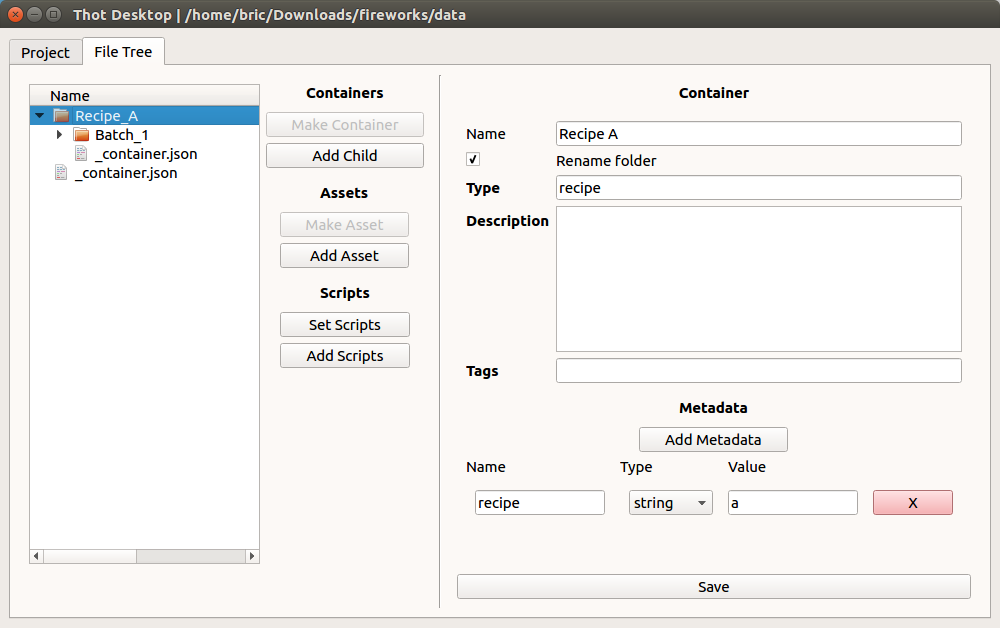 Thot Desktop | /home/bric/Downloads/fireworks/data
Project
File Tree
Name
Recipe_A
Batch_1
_container.json
_container.json
Containers
Make Container
Add Child
Assets
Make Asset
Add Asset
Scripts
Set Scripts
Add Scripts
Container
Name
Recipe A
Rename folder
Type
recipe
Description
Tags
Metadata
Add Metadata
Name Type Value
recipe string a X
Save